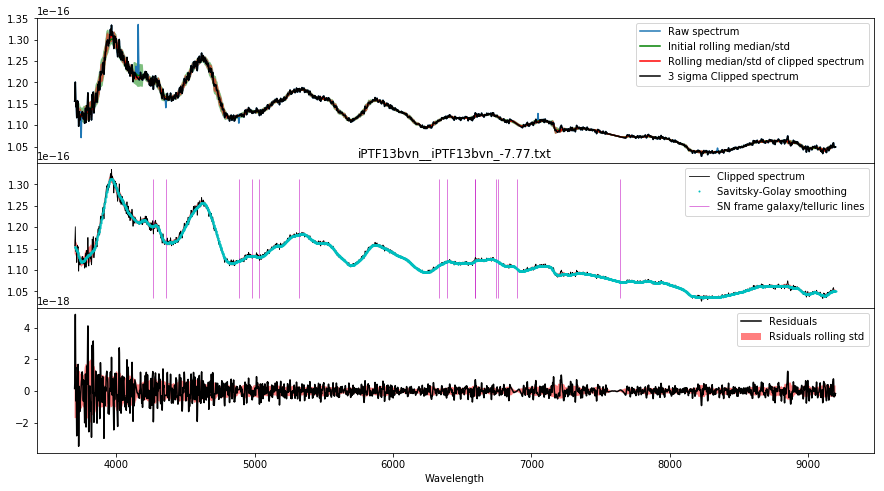 1e−16
1.35
1.30
1.25
1.20
1.15
1.10
1.05
Raw spectrum
Initial rolling median/std
Rolling median/std of clipped spectrum
3 sigma Clipped spectrum
1e−16
iPTF13bvn__iPTF13bvn_-7.77.txt
1.30
1.25
1.20
1.15
1.10
1.05
Clipped spectrum
Savitsky-Golay smoothing
SN frame galaxy/telluric lines
1e−18
4
2
0
−2
Residuals
Rsiduals rolling std
4000 5000 6000 7000 8000 9000
Wavelength